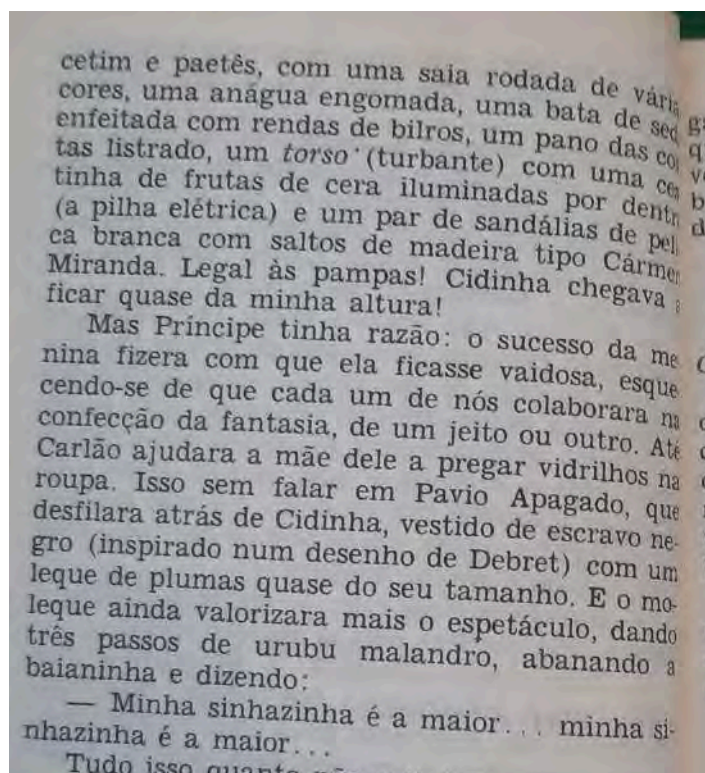 cetim e paetês, com uma saia rodada de
cores, uma anágua engomada, uma bata de
enfeitada com rendas de bilros, um pano das
tas listrado, um torso (turbante) com uma
tinha de frutas de cera iluminadas por
(a pilha elétrica) e um par de sandálias de
ca branca com saltos de madeira tipo
Miranda. Legal às pampas! Cidinha chegava
ficar quase da minha altura!
Mas Príncipe tinha razão: o sucesso da me
nina fizera com que ela ficasse vaidosa, esque
cendo-se de que cada um de nós colaborara na
confecção da fantasia, de um jeito ou outro. Até
Carlão ajudara a mãe dele a pregar vidrilhos na
roupa. Isso sem falar em Pavio Apagado, que
desfilara atrás de Cidinha, vestido de escravo ne-
gro (inspirado num desenho de Debret) com um
leque de plumas quase do seu tamanho. E o mo-
leque ainda valorizara mais o espetáculo, dando
três passos de urubu malandro, abanando a
baianinha e dizendo:
— Minha sinhazinha é a maior... minha si-
nhazinha é a maior...
Tudo isso